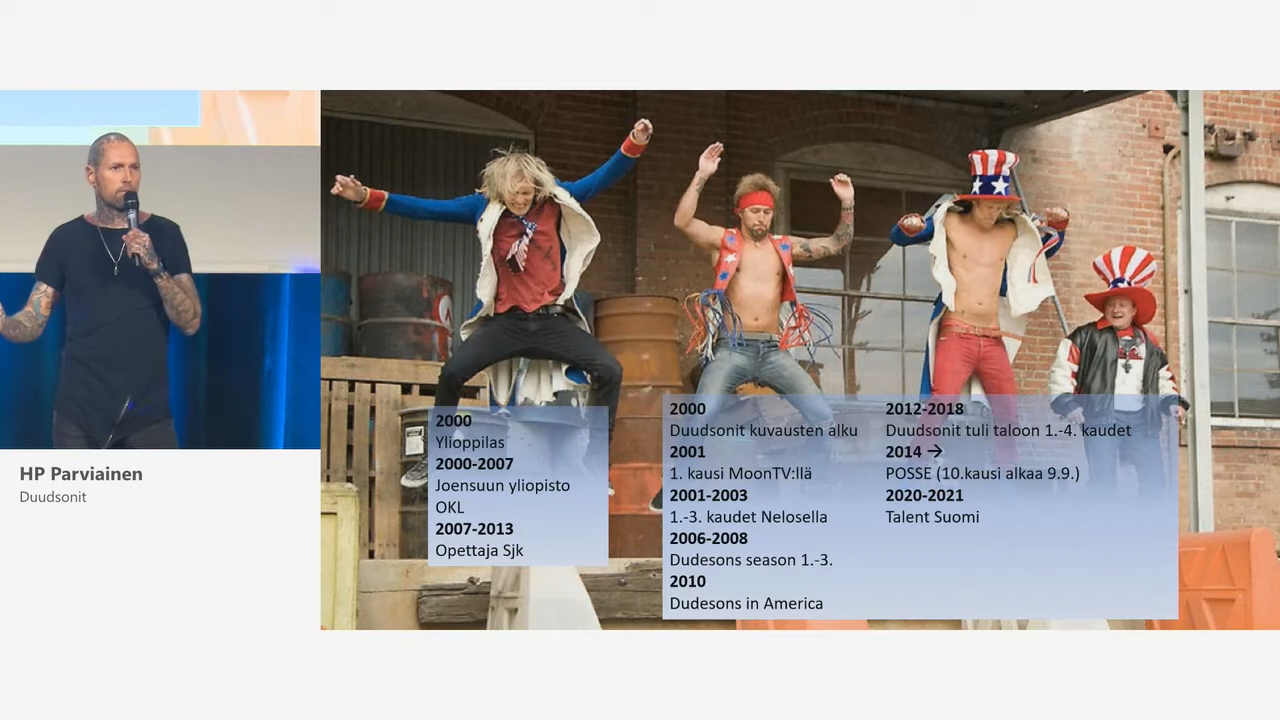 HP Parviainen
Duudsonit
2000
Ylioppilas
2000-2007
Joensuun yliopisto
OKL
2007-2013
Opettaja Sjk
2000
Duudsonit kuvausten alku
2001
1. kausi MoonTV:llä
2001-2003
1.-3. kaudet Nelosella
2006-2008
Dudesons season 1.-3.
2010
Dudesons in America
2012-2018
Duudsonit tuli taloon 1.-4. kaudet
2014 →
POSSE (10.kausi alkaa 9.9.)
2020-2021
Talent Suomi